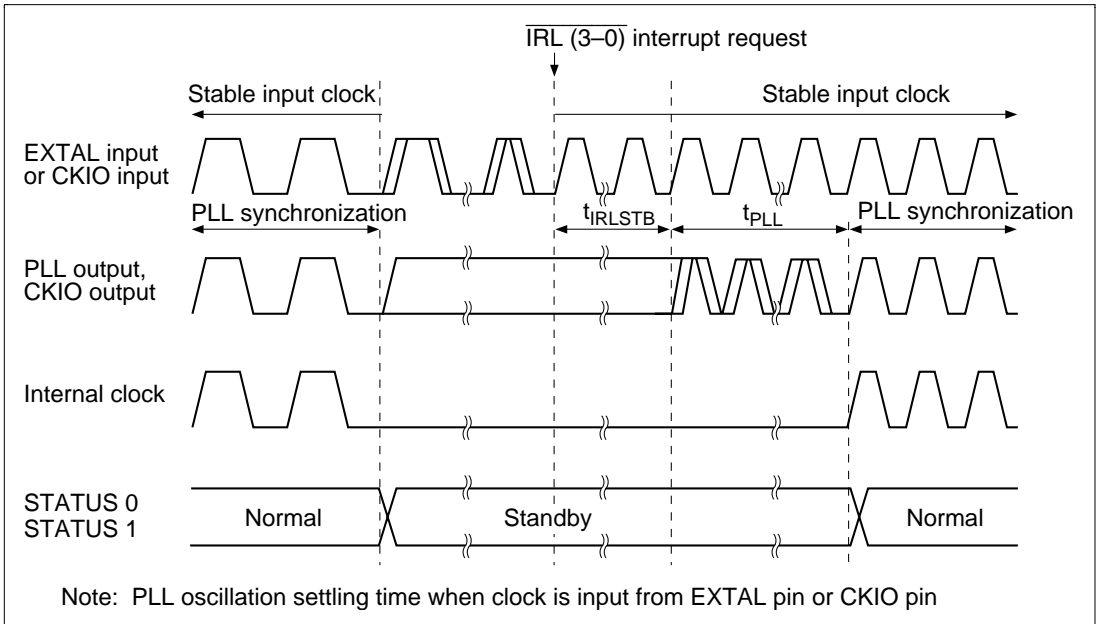 IRL (3–0) interrupt request
Stable input clock
Stable input clock
EXTAL input
or CKIO input
PLL synchronization
tIRLSTB
tPLL
PLL synchronization
PLL output,
CKIO output
Internal clock
STATUS 0
STATUS 1
Normal
Standby
Normal
Note: PLL oscillation settling time when clock is input from EXTAL pin or CKIO pin